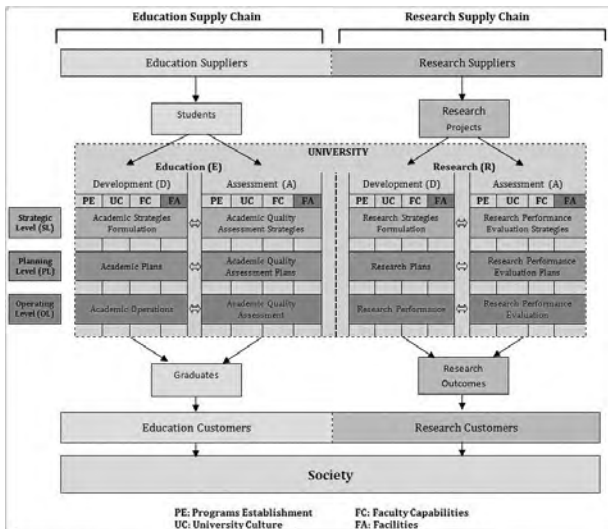 Education Supply Chain
Research Supply Chain
Education Suppliers
Research Suppliers
Students
Research
Projects
UNIVERSITY
Education (E)
Research (R)
Development (D)
Assessment (A)
Development (D)
Assessment (A)
PE UC FC FA
PE UC FC FA
PE UC FC FA
PE UC FC FA
Strategic
Level (SL)
Academic Strategies
Formulation
Academic Quality
Assessment Strategies
Research Strategies
Formulation
Research Performance
Evaluation Strategies
Planning
Level (PL)
Academic Plans
Academic Quality
Assessment Plans
Research Plans
Research Performance
Evaluation Plans
Operating
Level (OL)
Academic Operations
Academic Quality
Assessment
Research Performance
Research Performance
Evaluation
Graduates
Research
Outcomes
Education Customers
Research Customers
Society
PE: Programs Establishment
FC: Faculty Capabilities
UC: University Culture
FA: Facilities